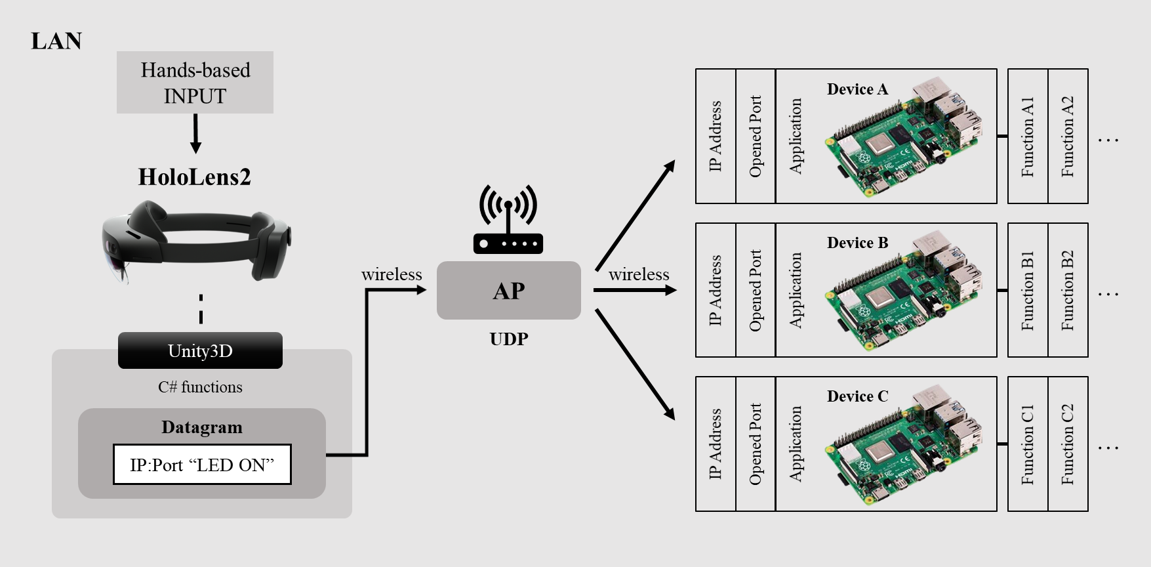 LAN
Hands-based
INPUT
HoloLens2
Unity3D
C# functions
Datagram
IP:Port “LED ON”
wireless
AP
UDP
wireless
IP Address
Opened Port
Application
Device A
Function A1
Function A2
...
IP Address
Opened Port
Application
Device B
Function B1
Function B2
...
IP Address
Opened Port
Application
Device C
Function C1
Function C2
...